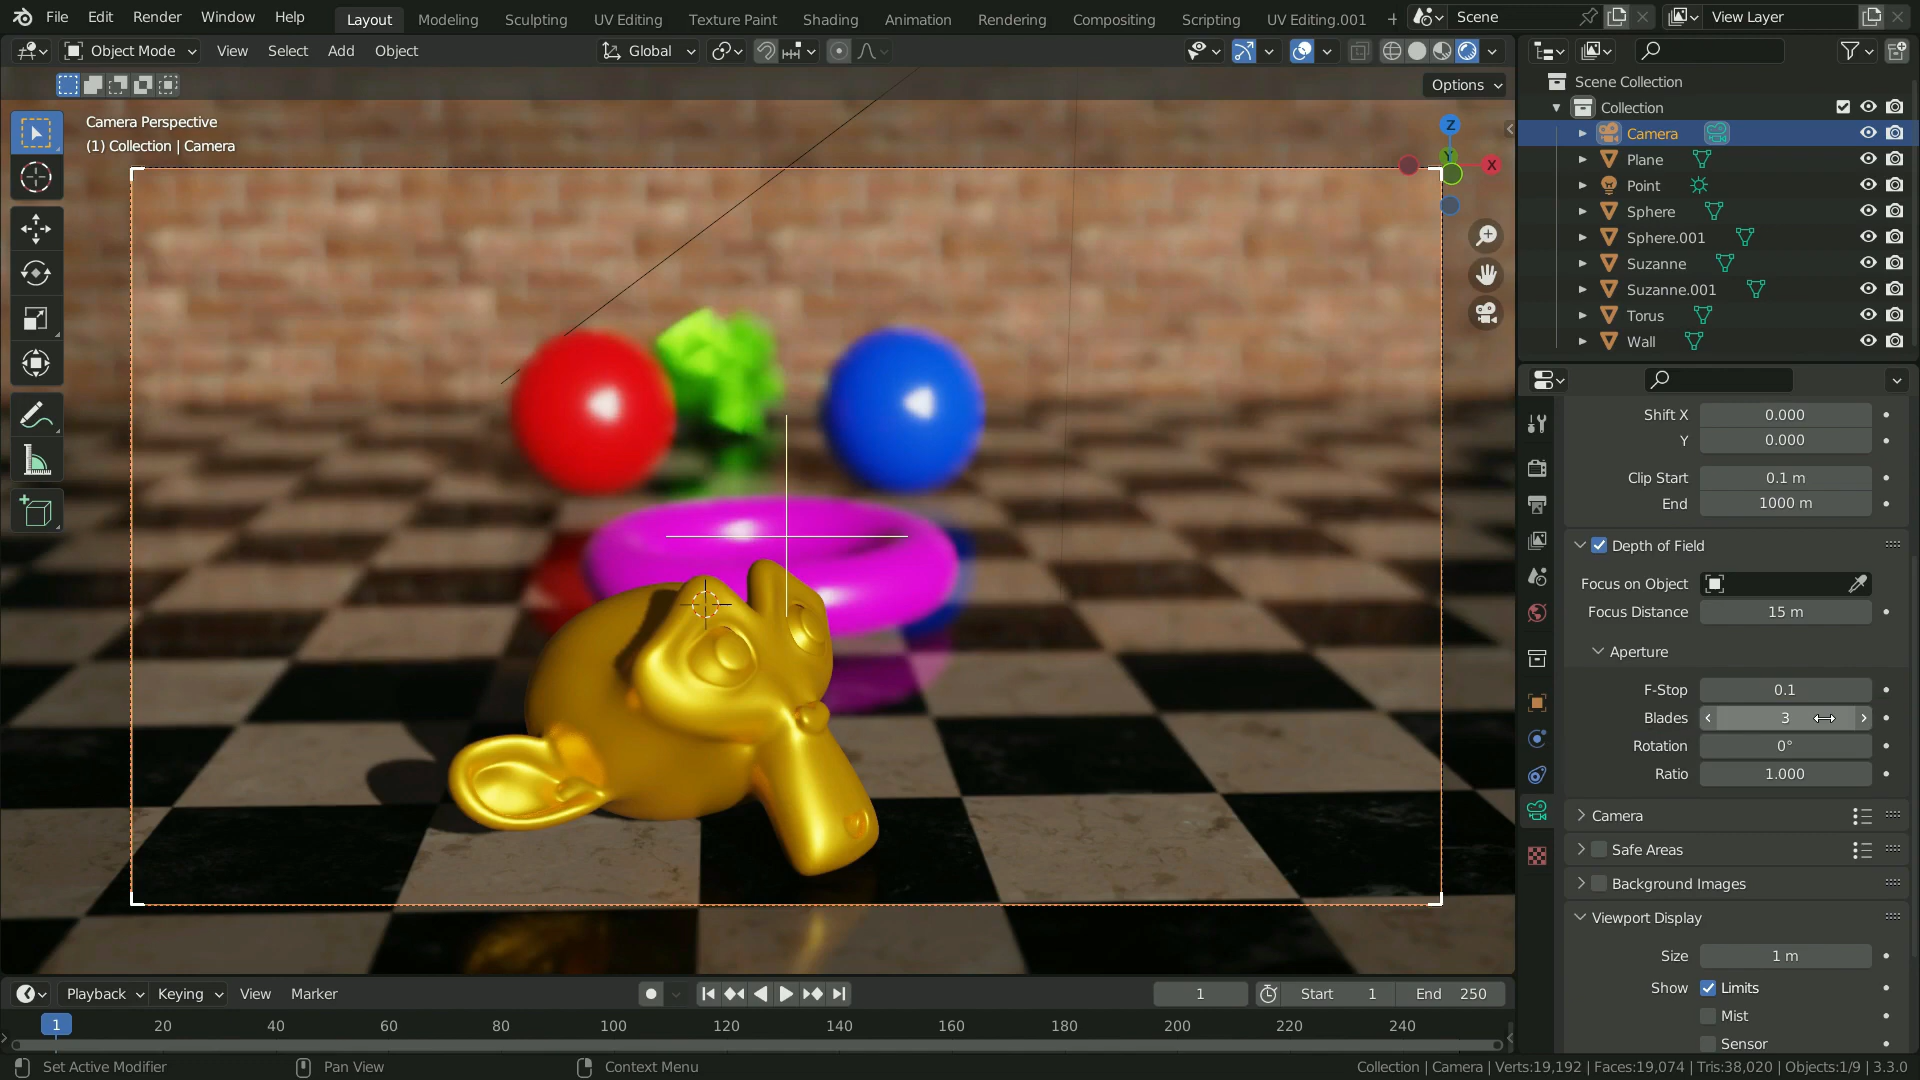 File Edit Render Window Help Layout Modeling Sculpting UV Editing Texture Paint Shading Animation Rendering Compositing Scripting UV Editing.001 + Scene View Layer
Object Mode View Select Add Object Global
Options
Camera Perspective
(1) Collection | Camera
Z
Y
X
Scene Collection
Collection
Camera
Plane
Point
Sphere
Sphere.001
Suzanne
Suzanne.001
Torus
Wall
Shift X 0.000
Y 0.000
Clip Start 0.1 m
End 1000 m
Depth of Field
Focus on Object
Focus Distance 15 m
Aperture
F-Stop 0.1
Blades 3
Rotation 0°
Ratio 1.000
Camera
Safe Areas
Background Images
Viewport Display
Size 1 m
Show Limits
Mist
Sensor
Playback Keying View Marker 1 Start 1 End 250
1 20 40 60 80 100 120 140 160 180 200 220 240
Set Active Modifier Pan View Context Menu Collection | Camera | Verts:19,192 | Faces:19,074 | Tris:38,020 | Objects:1/9 | 3.3.0